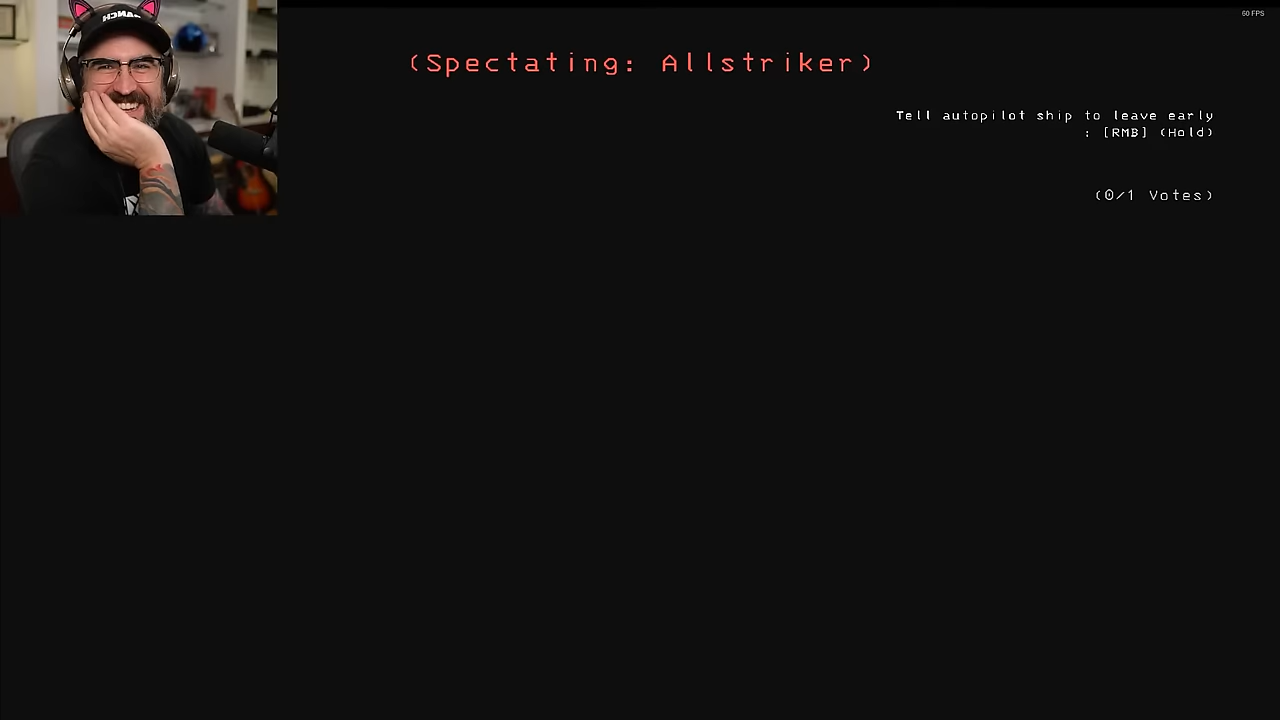 60 FPS
(Spectating: Allstriker)
Tell autopilot ship to leave early
: [RMB] (Hold)
(0/1 Votes)